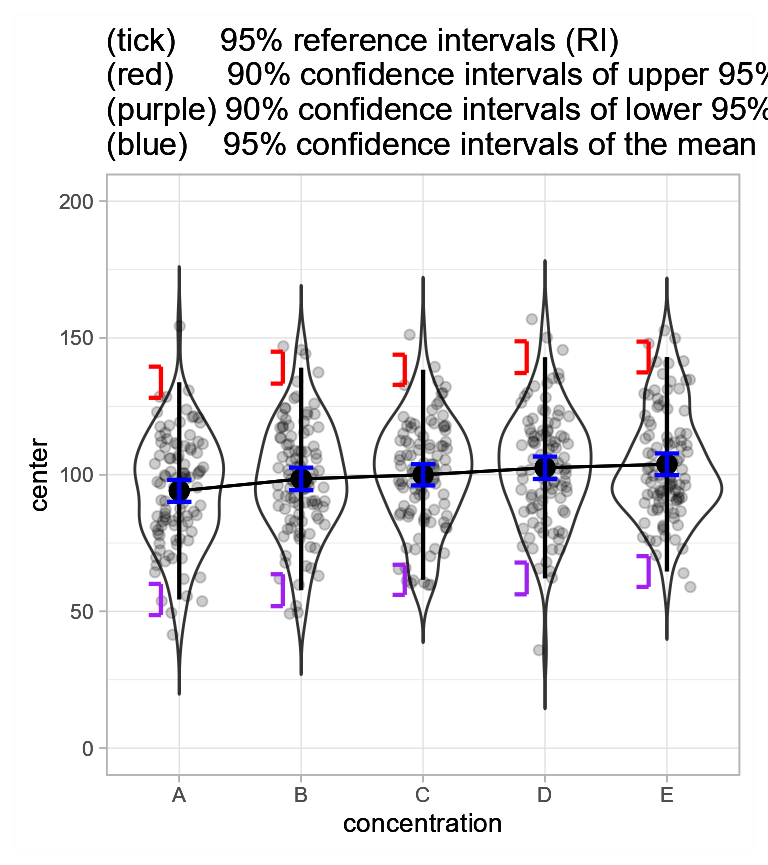 (tick) 95% reference intervals (RI)
(red) 90% confidence intervals of upper 95%
(purple) 90% confidence intervals of lower 95%
(blue) 95% confidence intervals of the mean
200
150
100
50
0
center
A B C D E
concentration